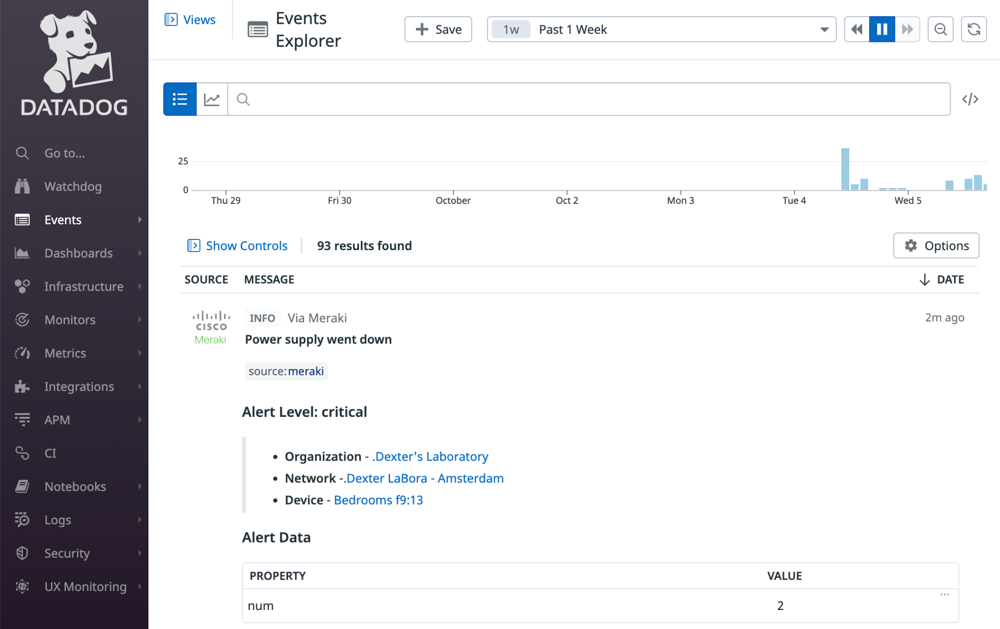 DATADOG
Go to...
Watchdog
Events
Dashboards
Infrastructure
Monitors
Metrics
Integrations
APM
CI
Notebooks
Logs
Security
UX Monitoring
Views
Events
Explorer
Save
1w Past 1 Week
25
0
Thu 29 Fri 30 October Oct 2 Mon 3 Tue 4 Wed 5
Show Controls 93 results found Options
SOURCE MESSAGE DATE
CISCO
Meraki
INFO Via Meraki 2m ago
Power supply went down
source:meraki
Alert Level: critical
• Organization - .Dexter's Laboratory
• Network -.Dexter LaBora - Amsterdam
• Device - Bedrooms f9:13
Alert Data
PROPERTY VALUE
num 2